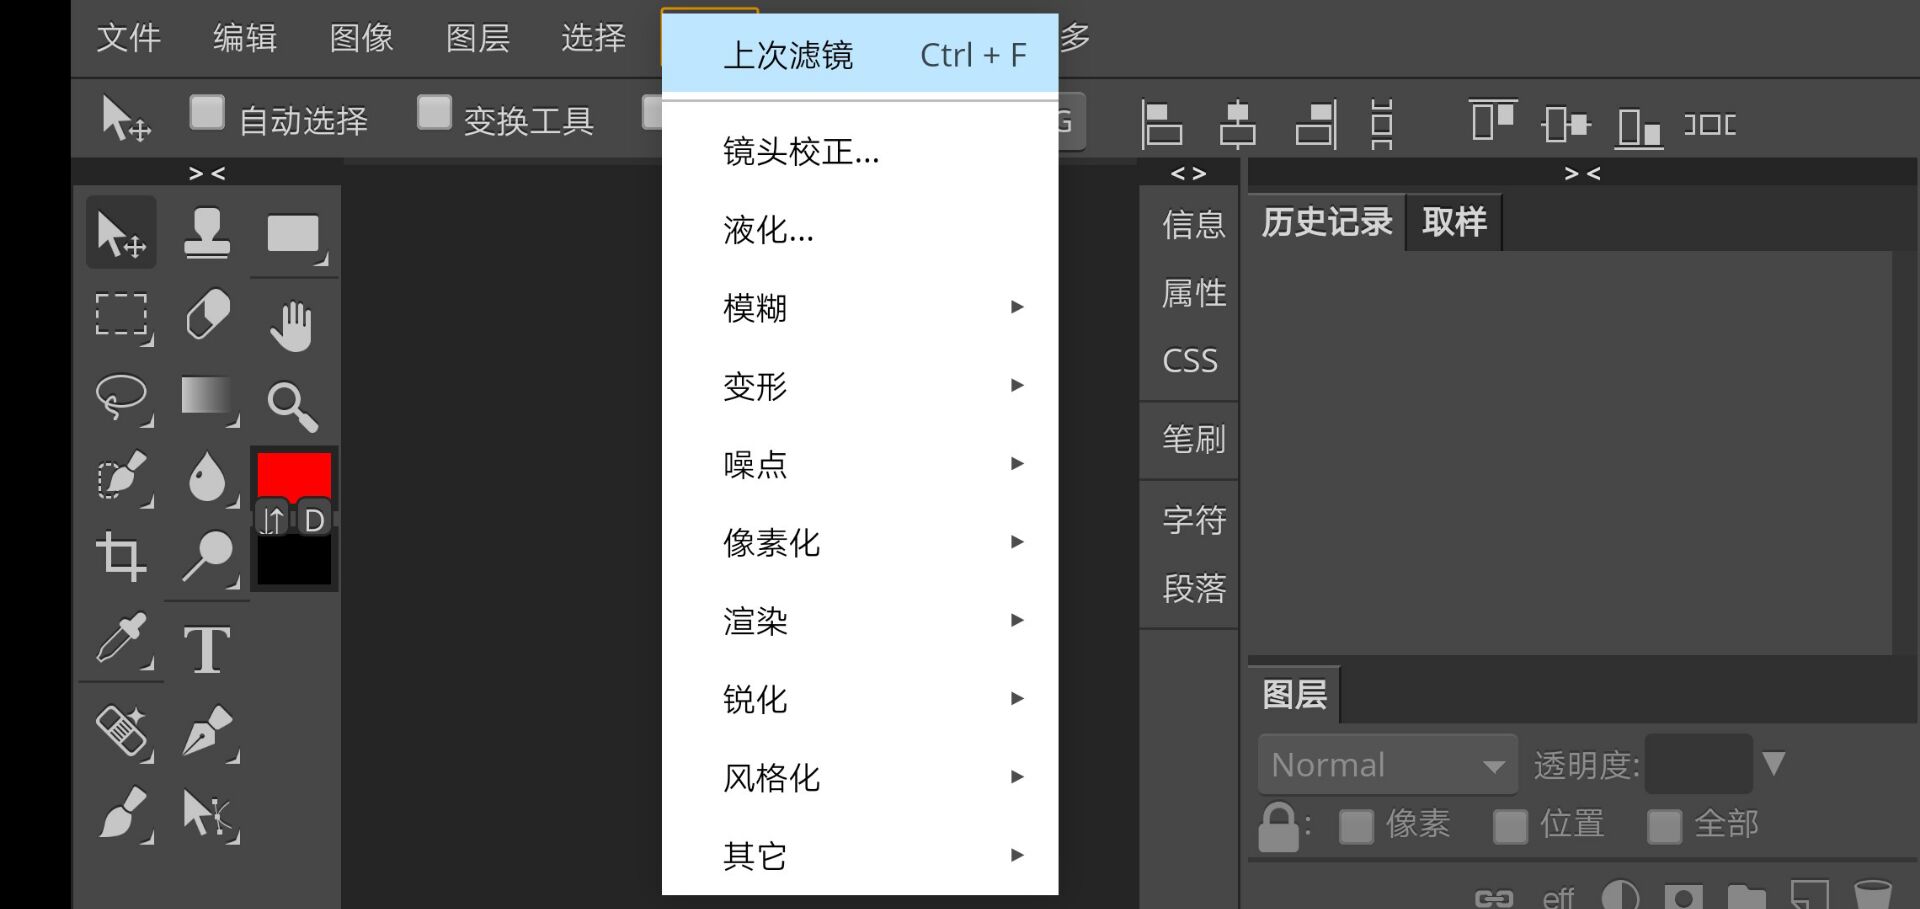 文件 编辑 图像 图层 选择 多
上次滤镜 Ctrl + F
自动选择 变换工具 G
镜头校正...
液化...
模糊
变形
噪点
像素化
渲染
锐化
风格化
其它
> <
D
T
< >
信息
属性
CSS
笔刷
字符
段落
> <
历史记录 取样
图层
Normal 透明度:
: 像素 位置 全部
eff